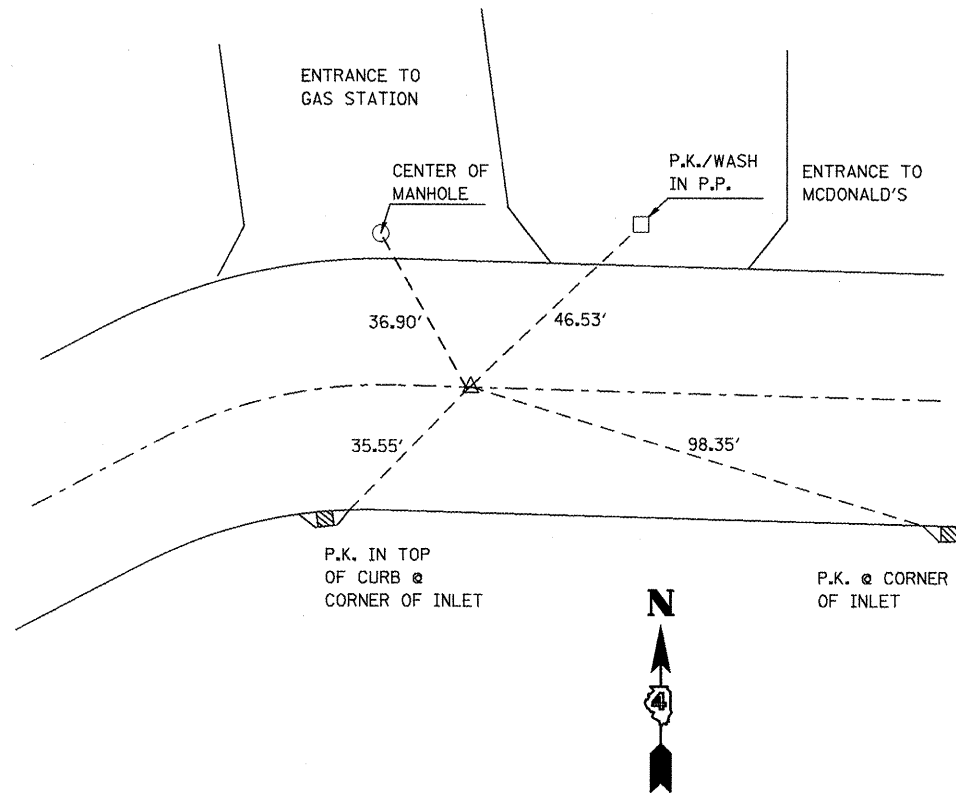 ENTRANCE TO
GAS STATION
CENTER OF
MANHOLE
P.K./WASH
IN P.P.
ENTRANCE TO
MCDONALD'S
36.90'
46.53'
35.55'
98.35'
P.K. IN TOP
OF CURB @
CORNER OF INLET
P.K. @ CORNER
OF INLET
N
4